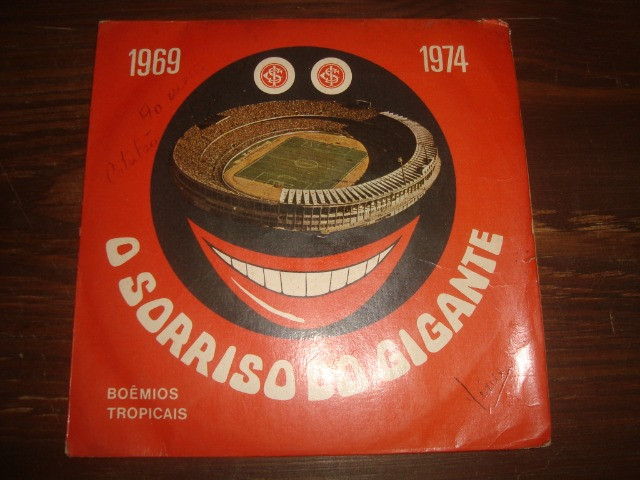 1969
1974
O SORRISO DO GIGANTE
BOÊMIOS
TROPICAIS